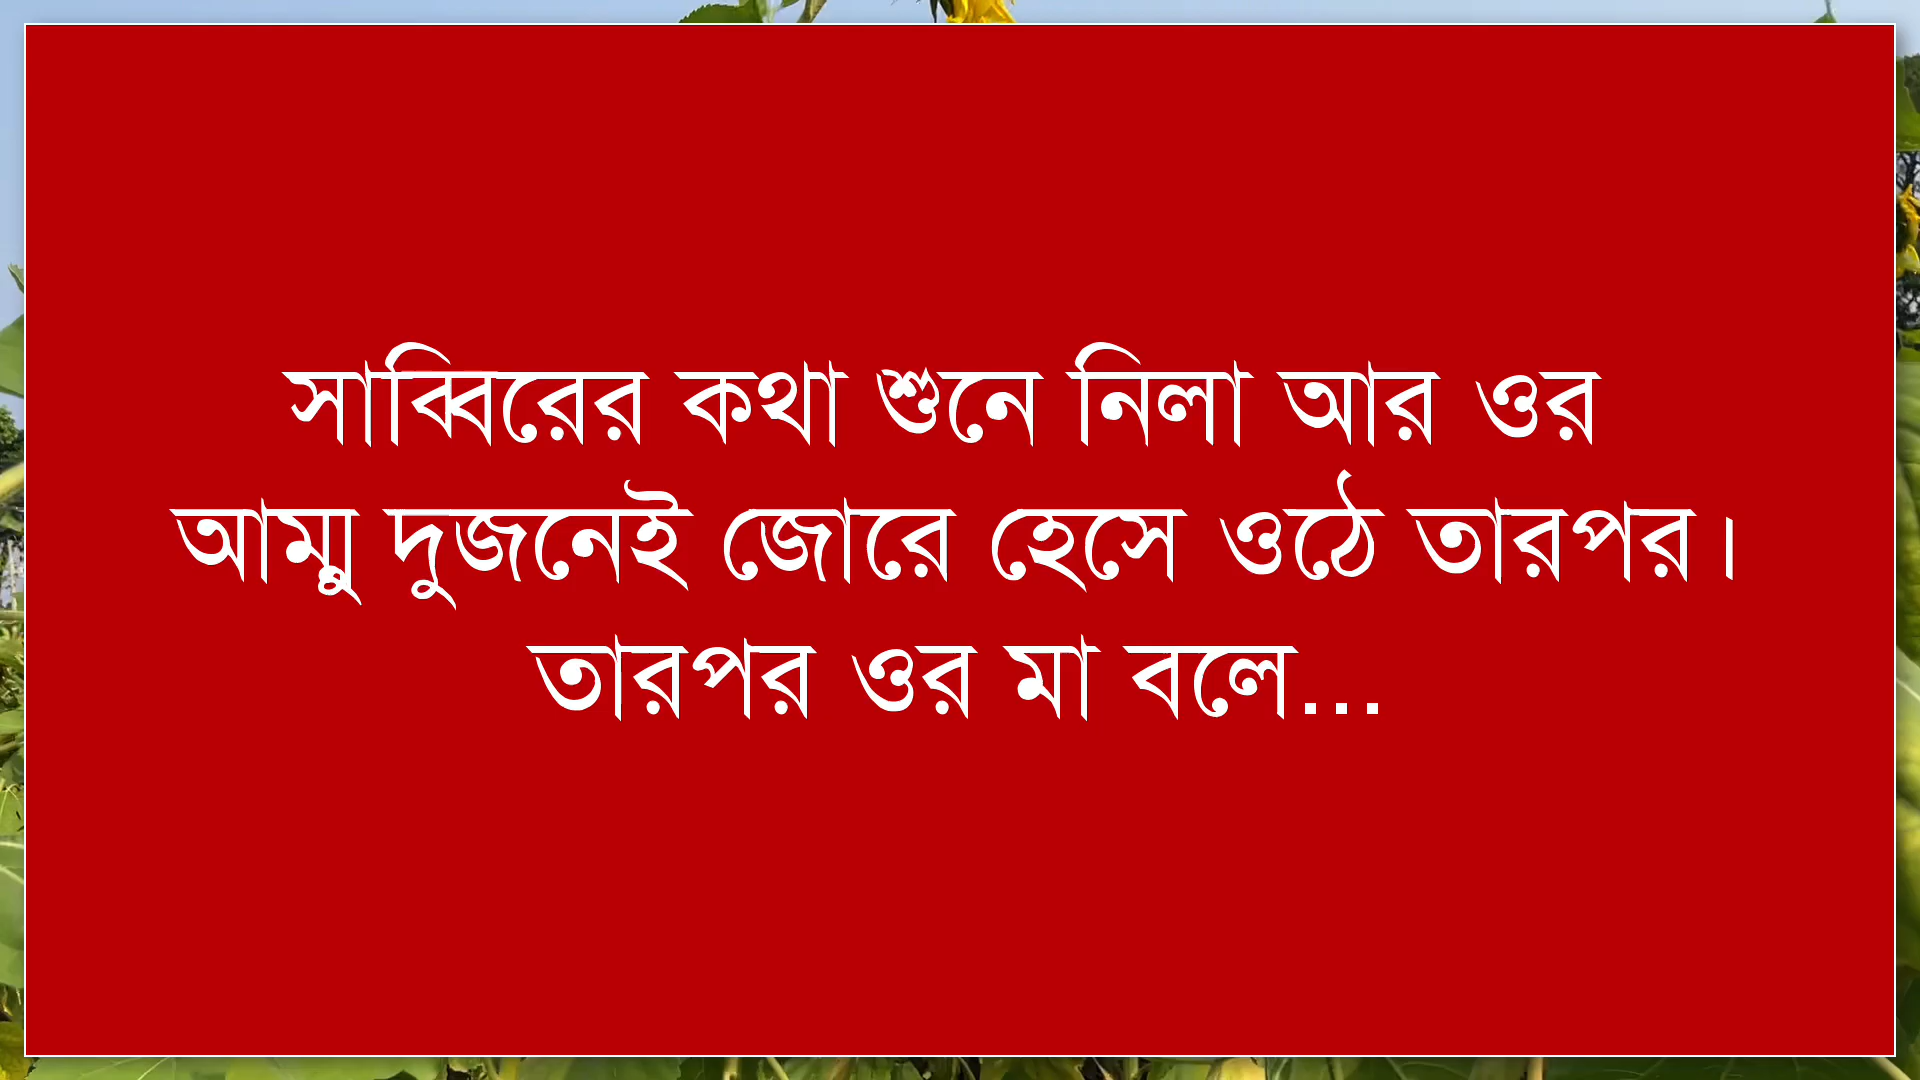 সাব্বিরের কথা শুনে নিলা আর ওর
আম্মু দুজনেই জোরে হেসে ওঠে তারপর।
তারপর ওর মা বলে...